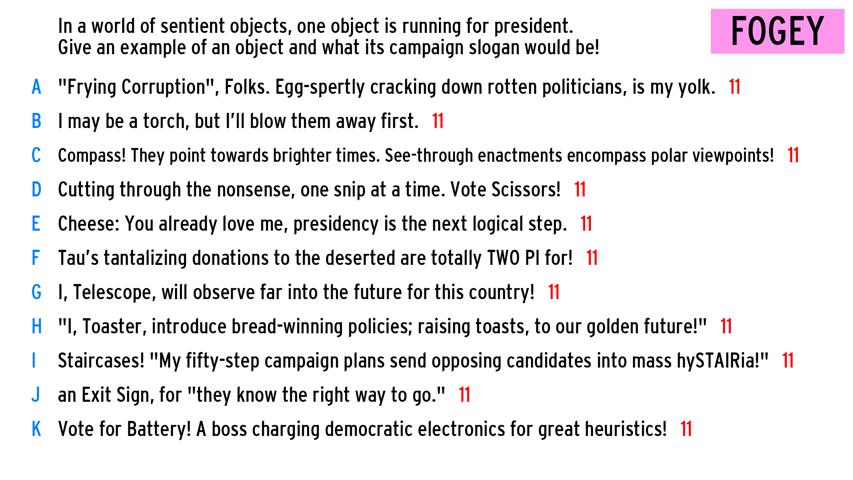 In a world of sentient objects, one object is running for president.
Give an example of an object and what its campaign slogan would be!
FOGEY
A "Frying Corruption", Folks. Egg-spertly cracking down rotten politicians, is my yolk. 11
B I may be a torch, but I'll blow them away first. 11
C Compass! They point towards brighter times. See-through enactments encompass polar viewpoints! 11
D Cutting through the nonsense, one snip at a time. Vote Scissors! 11
E Cheese: You already love me, presidency is the next logical step. 11
F Tau's tantalizing donations to the deserted are totally TWO PI for! 11
G I, Telescope, will observe far into the future for this country! 11
H "I, Toaster, introduce bread-winning policies; raising toasts, to our golden future!" 11
I Staircases! "My fifty-step campaign plans send opposing candidates into mass hySTAIRia!" 11
J an Exit Sign, for "they know the right way to go." 11
K Vote for Battery! A boss charging democratic electronics for great heuristics! 11